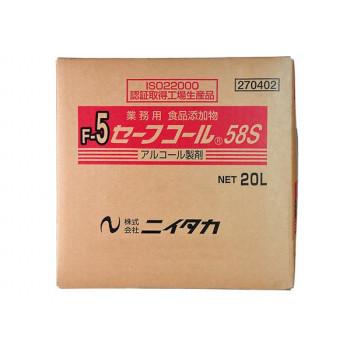 ISO22000
認証取得工場生産品
270402
業務用 食品添加物
F-5 セーフコール® 58S
アルコール製剤
NET 20L
株式会社 ニイタカ